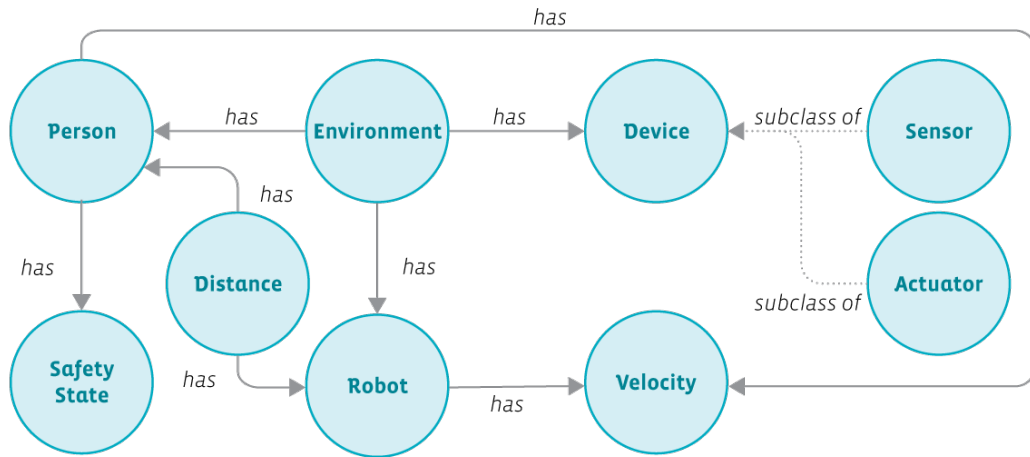 has
Person
has
Environment
has
Device
subclass of
Sensor
has
has
has
Distance
Actuator
subclass of
Safety
State
has
Robot
has
Velocity